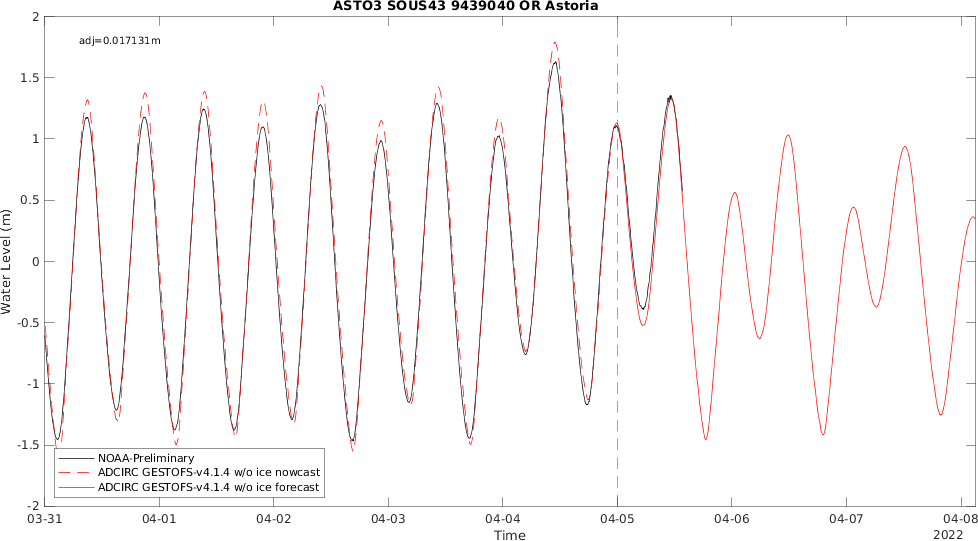 ASTO3 SOUS43 9439040 OR Astoria
2
adj=0.017131m
1.5
1
0.5
0
-0.5
-1
-1.5
-2
Water Level (m)
NOAA-Preliminary
ADCIRC GESTOFS-v4.1.4 w/o ice nowcast
ADCIRC GESTOFS-v4.1.4 w/o ice forecast
03-31 04-01 04-02 04-03 04-04 04-05 04-06 04-07 04-08
Time
2022